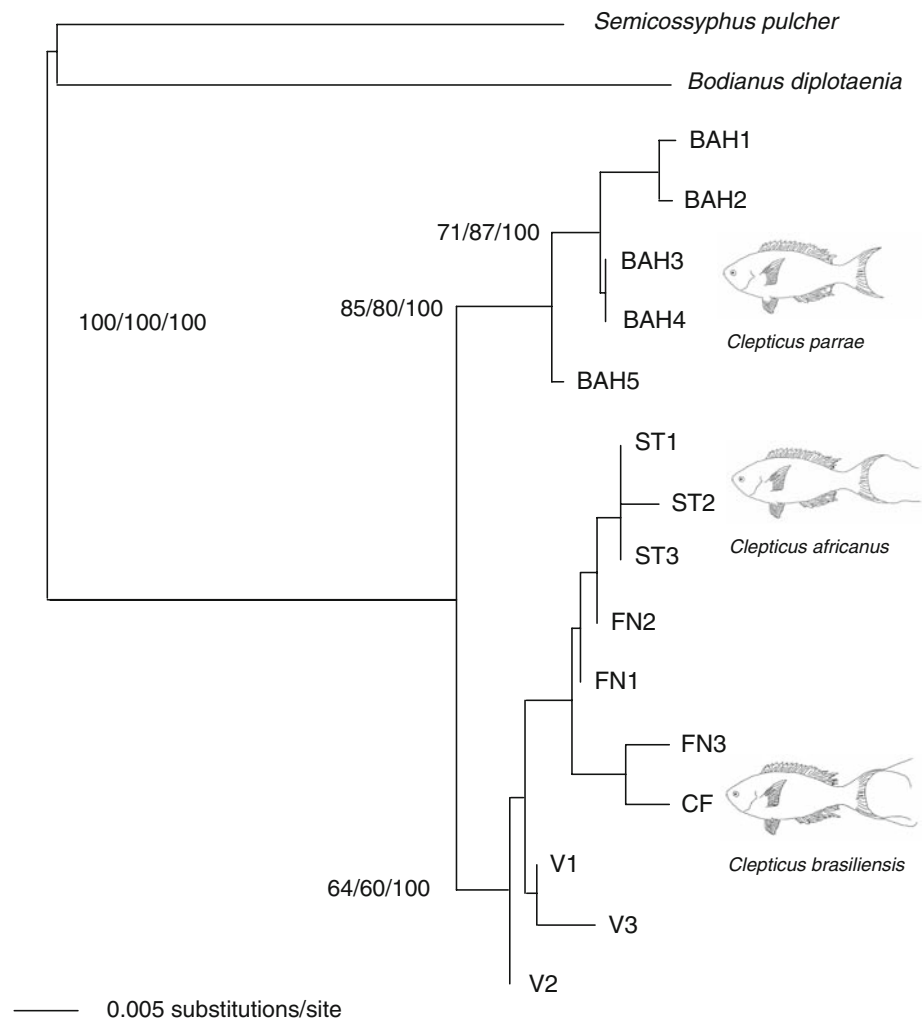 Semicossyphus pulcher
Bodianus diplotaenia
BAH1
BAH2
71/87/100
BAH3
85/80/100
100/100/100
BAH4
Clepticus parrae
BAH5
ST1
ST2
Clepticus africanus
ST3
FN2
FN1
FN3
CF
Clepticus brasiliensis
V1
64/60/100
V3
V2
0.005 substitutions/site